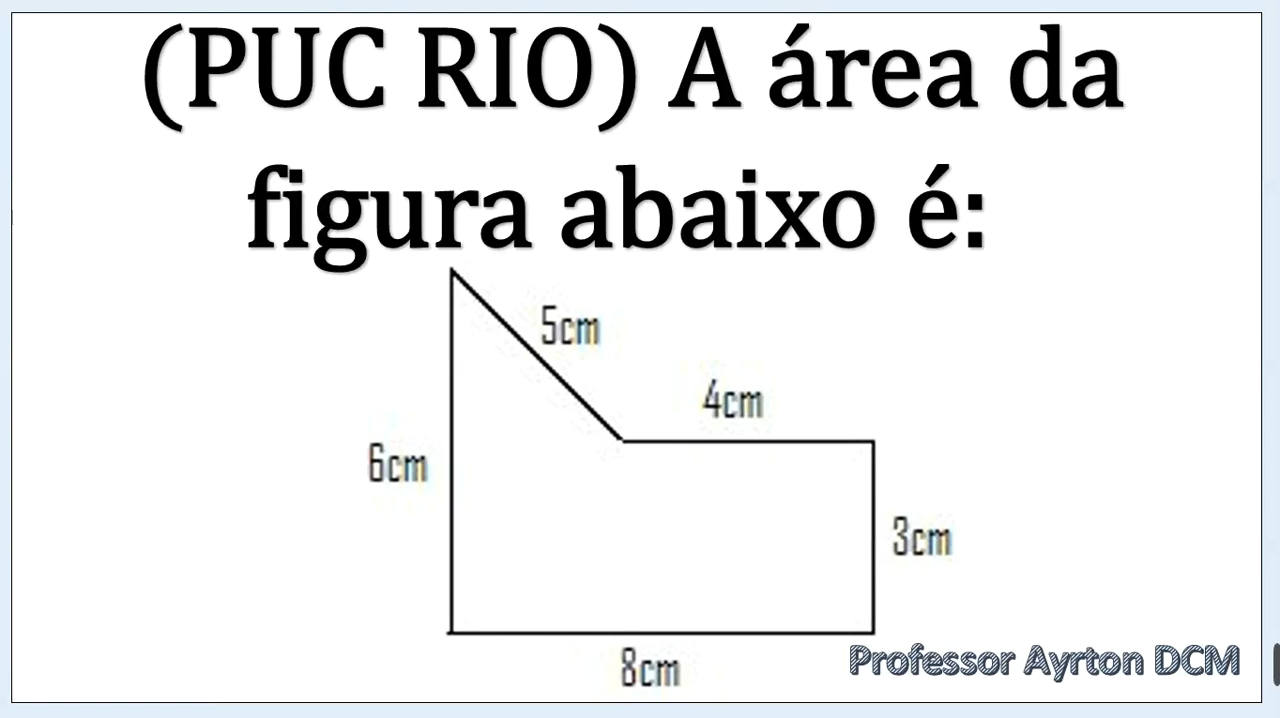 (PUC RIO) A área da
figura abaixo é:
5cm
4cm
6cm
3cm
8cm
Professor Ayrton DCM